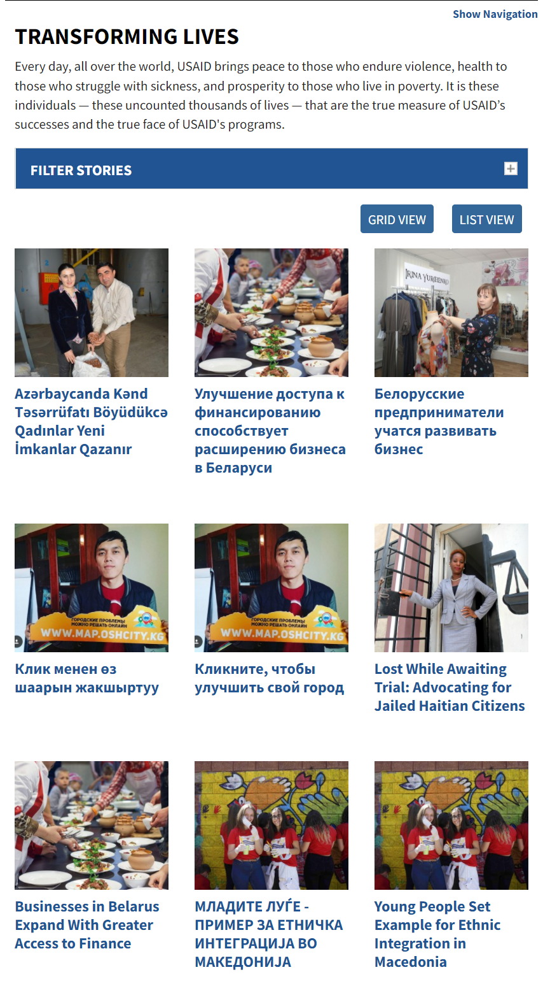 Show Navigation
TRANSFORMING LIVES
Every day, all over the world, USAID brings peace to those who endure violence, health to
those who struggle with sickness, and prosperity to those who live in poverty. It is these
individuals — these uncounted thousands of lives — that are the true measure of USAID’s
successes and the true face of USAID's programs.
FILTER STORIES
GRID VIEW
LIST VIEW
2
IRINA YURCHENKO
Azərbaycanda Kənd
Təsərrüfatı Böyüdükcə
Qadınlar Yeni
İmkanlar Qazanır
Улучшение доступа к
финансированию
способствует
расширению бизнеса
в Беларуси
Белорусские
предприниматели
учатся развивать
бизнес
ГОРОДСКИЕ ПРОБЛЕМЫ
МОЖНО РЕШАТЬ ОНЛАЙН
WWW.MAP.OSHCITY.KG
ГОРОДСКИЕ ПРОБЛЕМЫ
МОЖНО РЕШАТЬ ОНЛАЙН
WWW.MAP.OSHCITY.KG
Клик менен өз
шаарын жакшыртуу
Кликните, чтобы
улучшить свой город
Lost While Awaiting
Trial: Advocating for
Jailed Haitian Citizens
Businesses in Belarus
Expand With Greater
Access to Finance
МЛАДИТЕ ЛУЃЕ -
ПРИМЕР ЗА ЕТНИЧКА
ИНТЕГРАЦИЈА ВО
МАКЕДОНИЈА
Young People Set
Example for Ethnic
Integration in
Macedonia